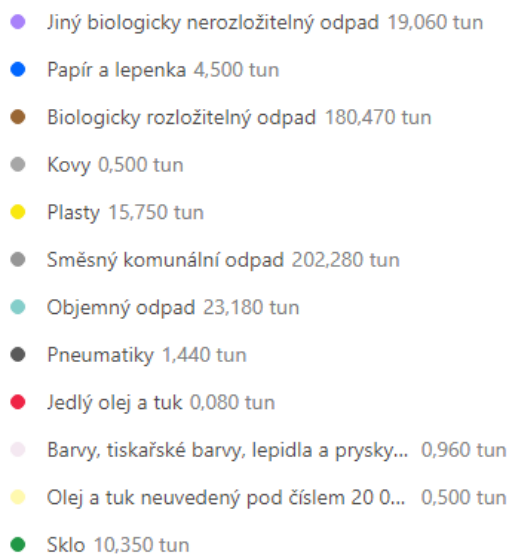 Jiný biologicky nerozložitelný odpad 19,060 tun
Papír a lepenka 4,500 tun
Biologicky rozložitelný odpad 180,470 tun
Kovy 0,500 tun
Plasty 15,750 tun
Směsný komunální odpad 202,280 tun
Objemný odpad 23,180 tun
Pneumatiky 1,440 tun
Jedlý olej a tuk 0,080 tun
Barvy, tiskařské barvy, lepidla a prysky... 0,960 tun
Olej a tuk neuvedený pod číslem 20 0... 0,500 tun
Sklo 10,350 tun